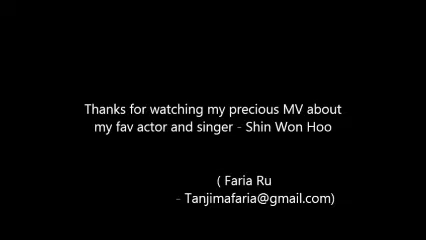 Thanks for watching my precious MV about
my fav actor and singer - Shin Won Hoo
( Faria Ru
- Tanjimafaria@gmail.com)